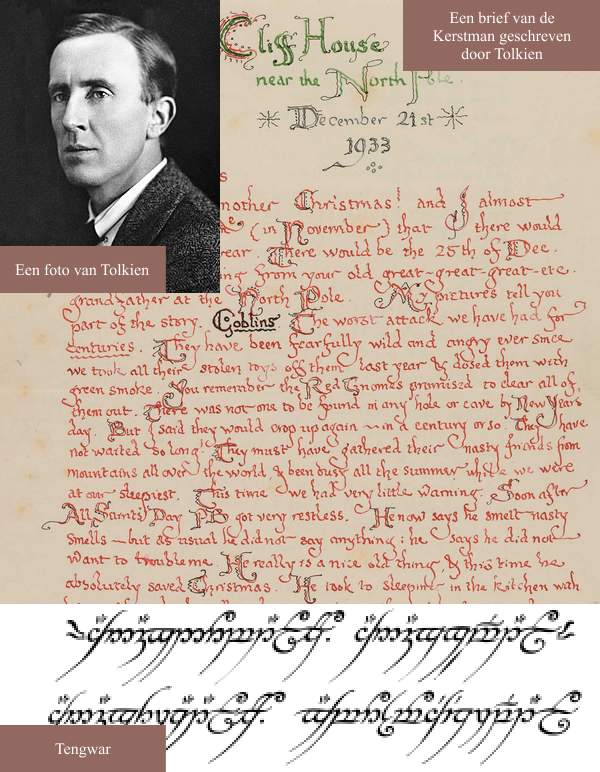 Een brief van de
Kerstman geschreven
door Tolkien
Cliff House
near the North Pole.
December 21st
1933
Een foto van Tolkien
s
nother Christmas! and I almost
(in November) that there would
ear. There would be the 25th of Dec.
ing from your old great-great-great-etc.
grandfather at the North Pole. My pictures tell you
part of the story. Goblins The worst attack we have had for
centuries. They have been fearfully wild and angry ever since
we took all their stolen toys off them last year & dosed them with
green smoke. You remember the Red Gnomes promised to clear all of
them out. There was not one to be found in any hole or cave by New Years
day. But I said they would crop up again — in a century or so. They have
not waited so long! They must have gathered their nasty friends from
mountains all over the world, & been busy all the summer while we were
at our sleepiest. This time we had very little warning. Soon after
All Saints' Day PB got very restless. He now says he smelt nasty
smells — but as usual he did not say anything: he says he did not
want to trouble me. He really is a nice old thing, & this time he
absolutely saved Christmas. He took to sleeping in the kitchen with
Tengwar